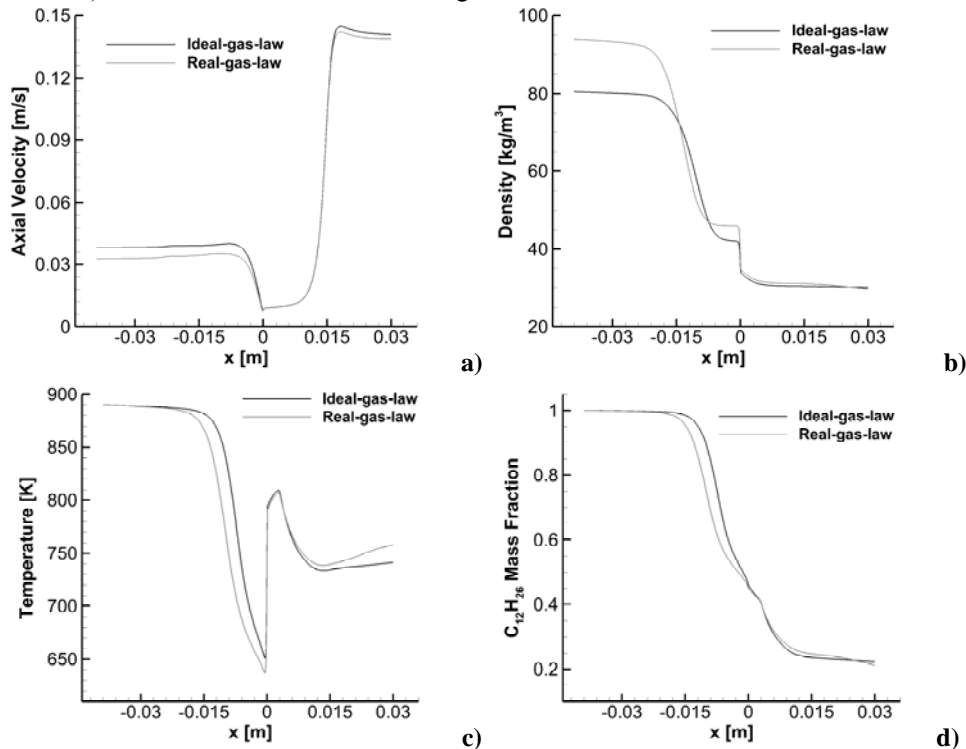 0.15
0.12
0.09
0.06
0.03
0
Axial Velocity [m/s]
Ideal-gas-law
Real-gas-law
-0.03 -0.015 0 0.015 0.03
x [m]
a)
100
80
60
40
20
Density [kg/m³]
Ideal-gas-law
Real-gas-law
-0.03 -0.015 0 0.015 0.03
x [m]
b)
900
850
800
750
700
650
Temperature [K]
Ideal-gas-law
Real-gas-law
-0.03 -0.015 0 0.015 0.03
x [m]
c)
1
0.8
0.6
0.4
0.2
C₁₂H₂₆ Mass Fraction
Ideal-gas-law
Real-gas-law
-0.03 -0.015 0 0.015 0.03
x [m]
d)